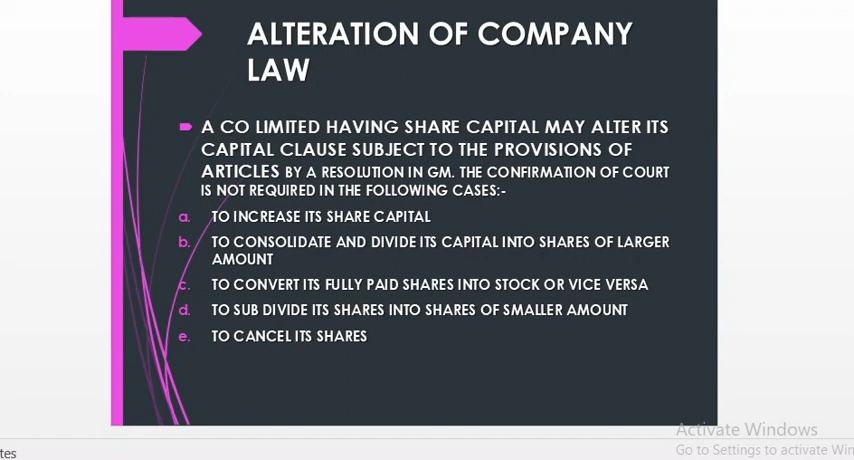 ALTERATION OF COMPANY
LAW
A CO LIMITED HAVING SHARE CAPITAL MAY ALTER ITS
CAPITAL CLAUSE SUBJECT TO THE PROVISIONS OF
ARTICLES BY A RESOLUTION IN GM. THE CONFIRMATION OF COURT
IS NOT REQUIRED IN THE FOLLOWING CASES:-
a. TO INCREASE ITS SHARE CAPITAL
b. TO CONSOLIDATE AND DIVIDE ITS CAPITAL INTO SHARES OF LARGER
AMOUNT
c. TO CONVERT ITS FULLY PAID SHARES INTO STOCK OR VICE VERSA
d. TO SUB DIVIDE ITS SHARES INTO SHARES OF SMALLER AMOUNT
e. TO CANCEL ITS SHARES
Activate Windows
Go to Settings to activate Win
tes